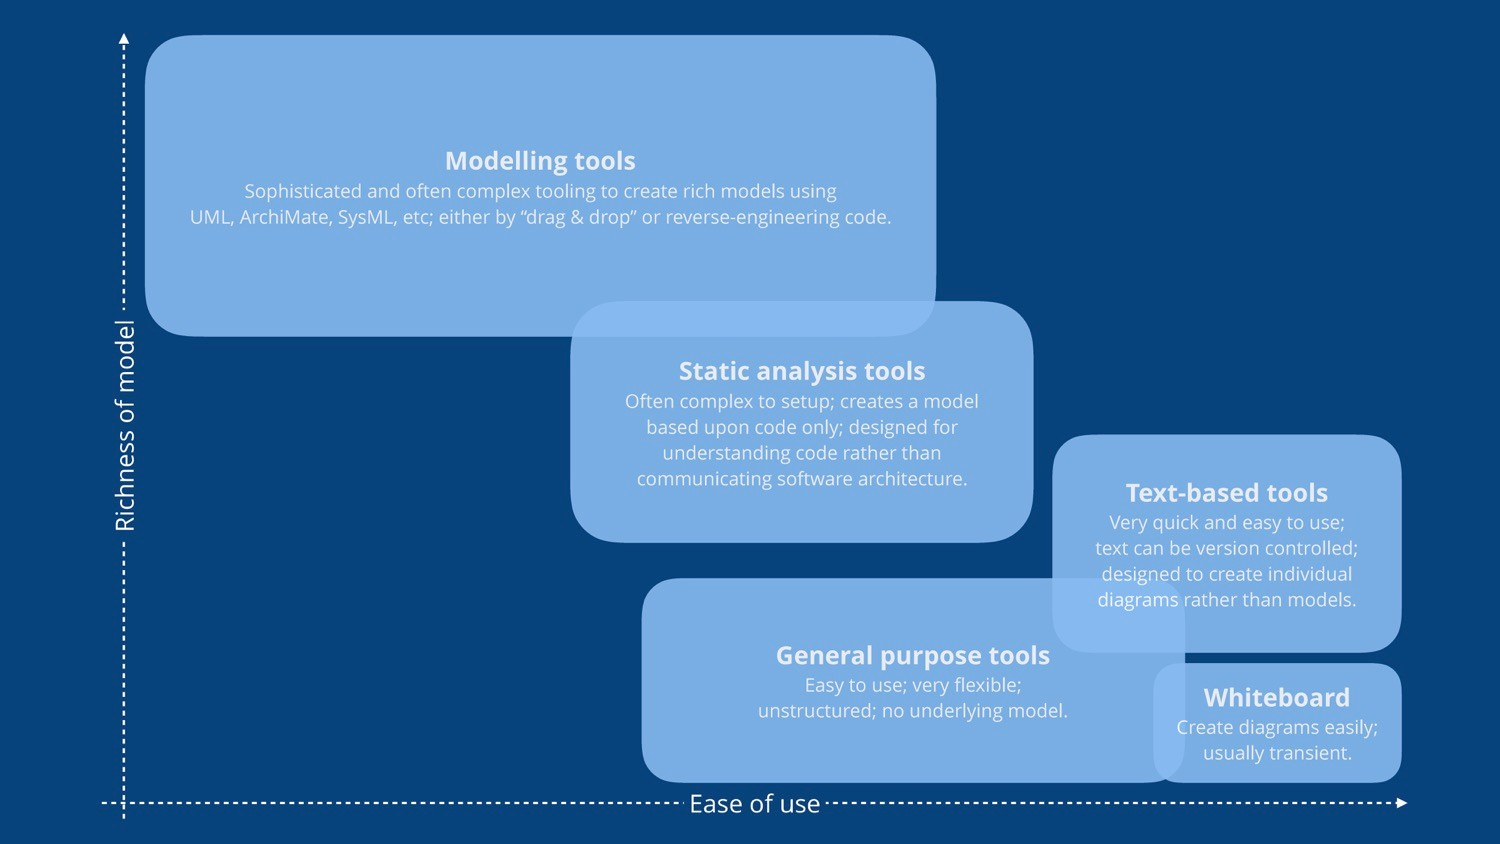 Modelling tools
Sophisticated and often complex tooling to create rich models using
UML, ArchiMate, SysML, etc; either by “drag & drop” or reverse-engineering code.
Richness of model
Static analysis tools
Often complex to setup; creates a model
based upon code only; designed for
understanding code rather than
communicating software architecture.
Text-based tools
Very quick and easy to use;
text can be version controlled;
designed to create individual
diagrams rather than models.
General purpose tools
Easy to use; very flexible;
unstructured; no underlying model.
Whiteboard
Create diagrams easily;
usually transient.
Ease of use